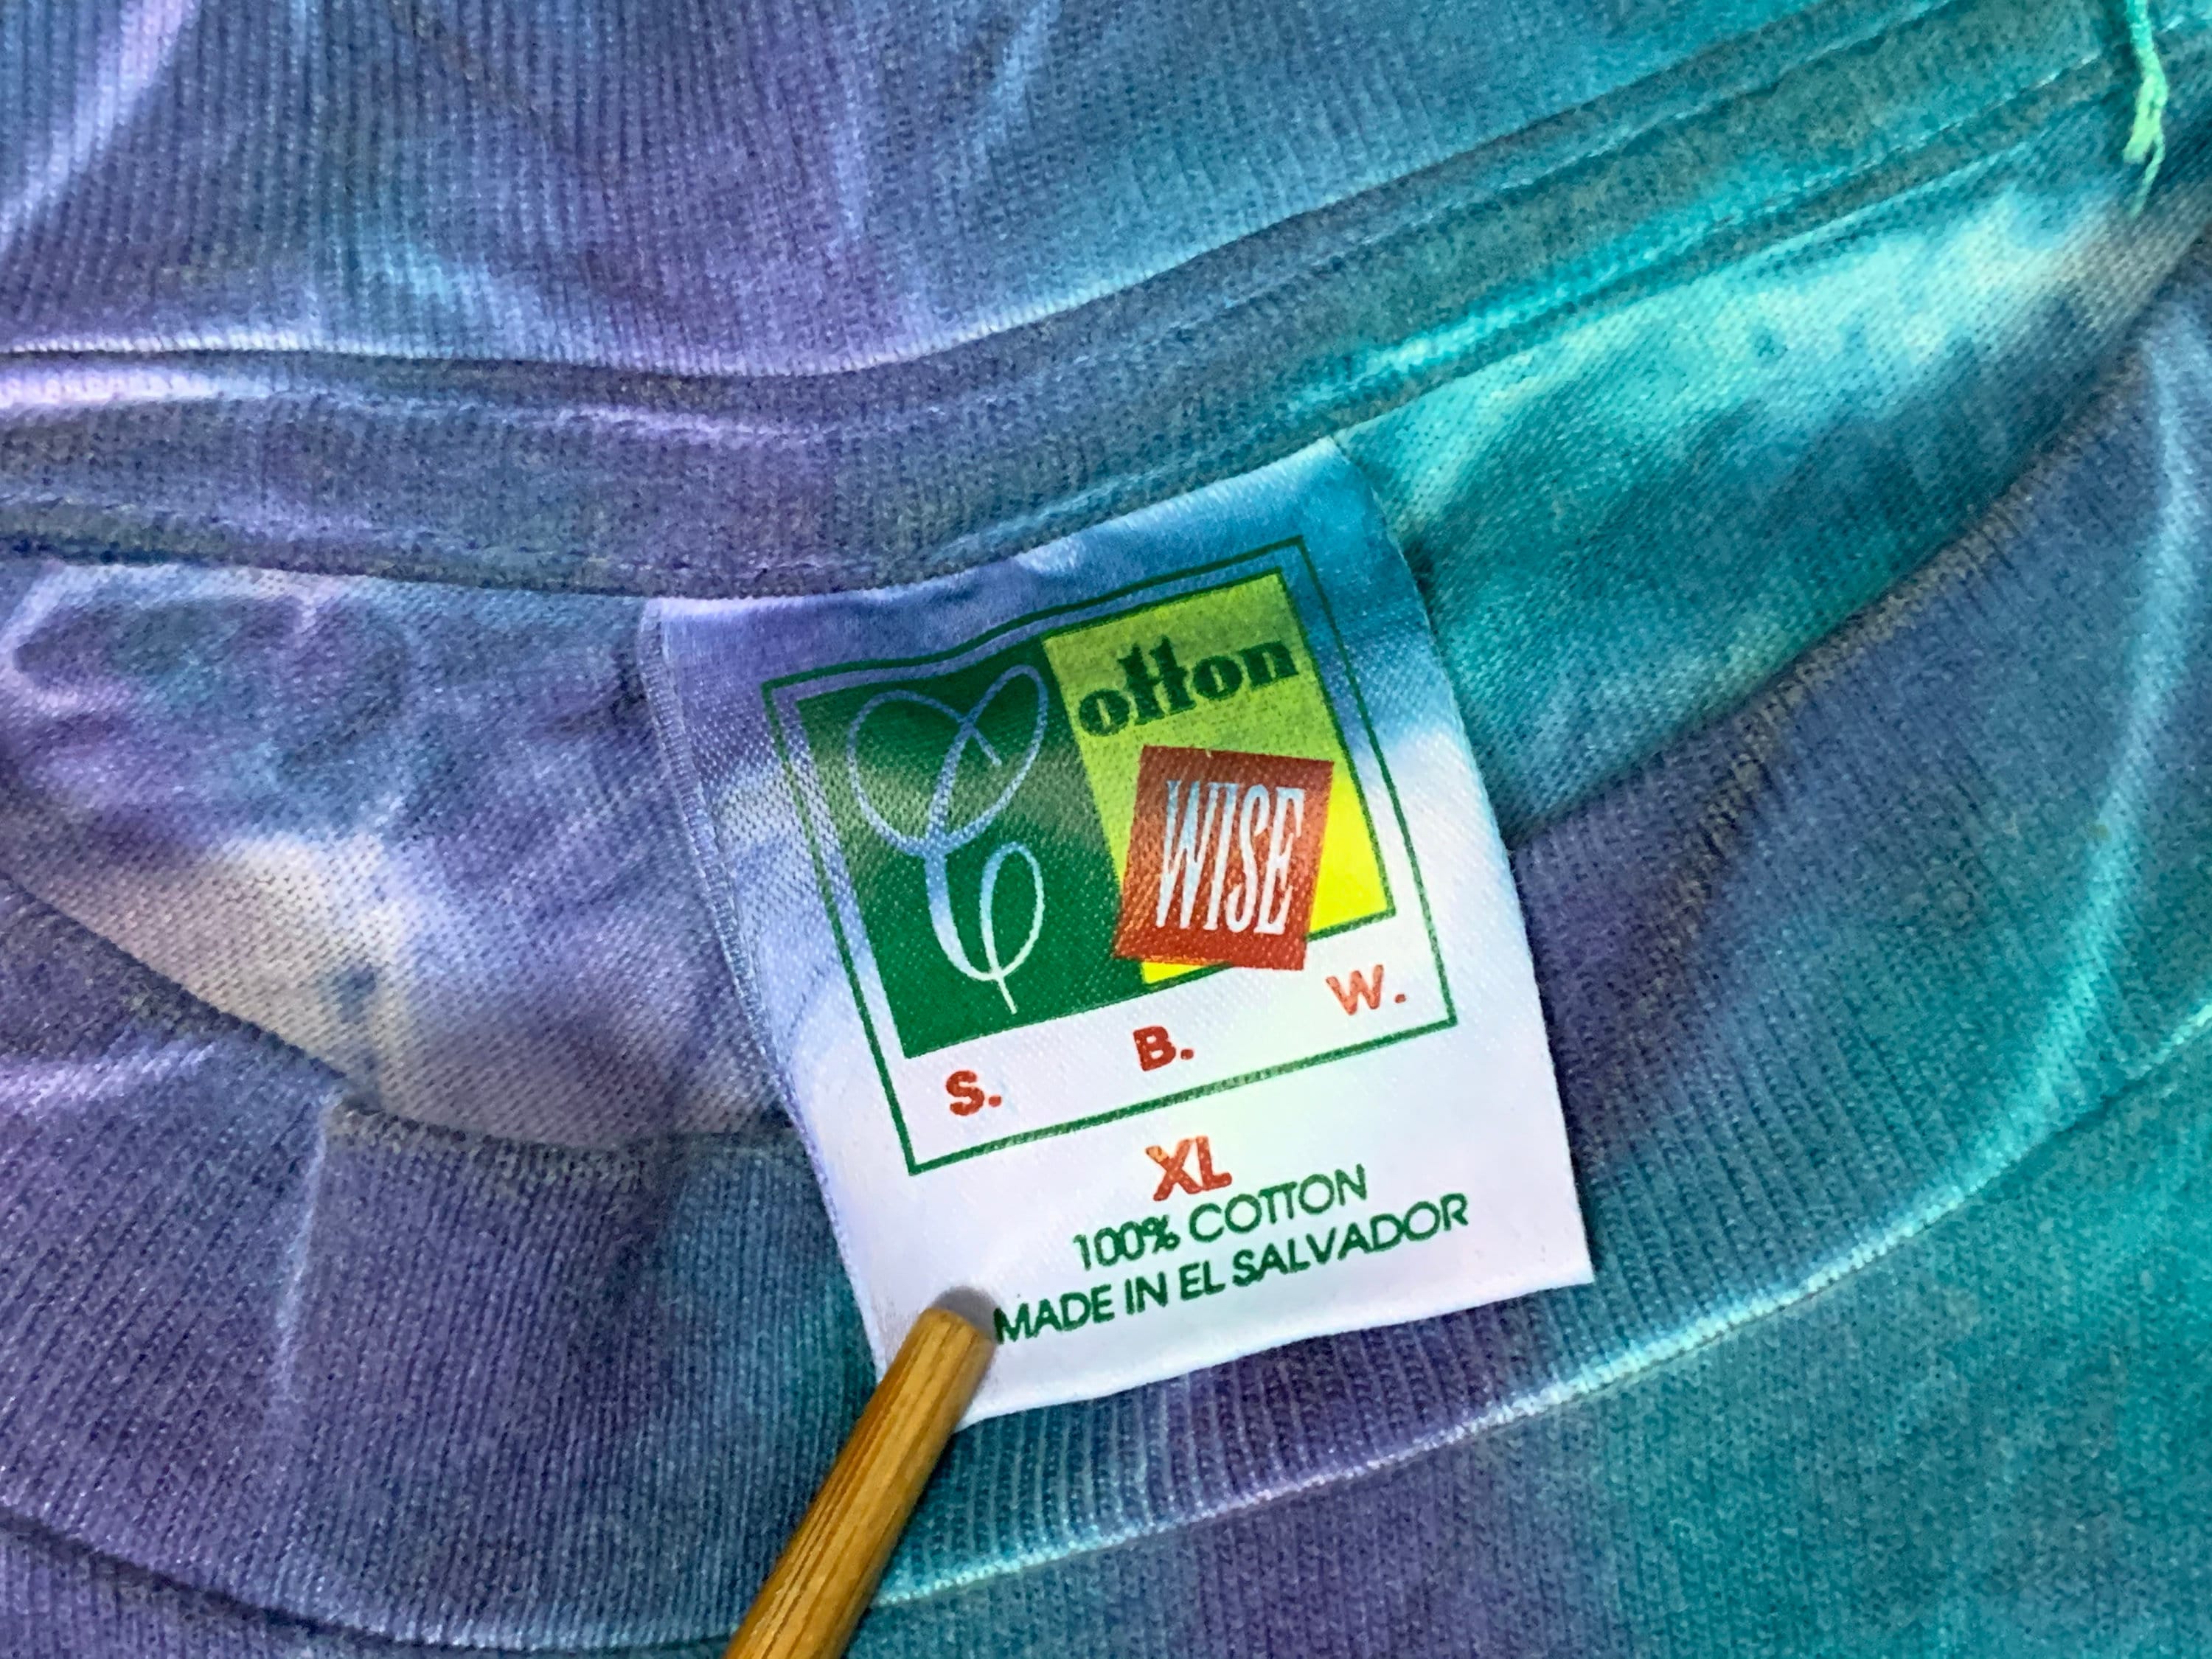 Cotton
WISE
S. B. W.
XL
100% COTTON
MADE IN EL SALVADOR